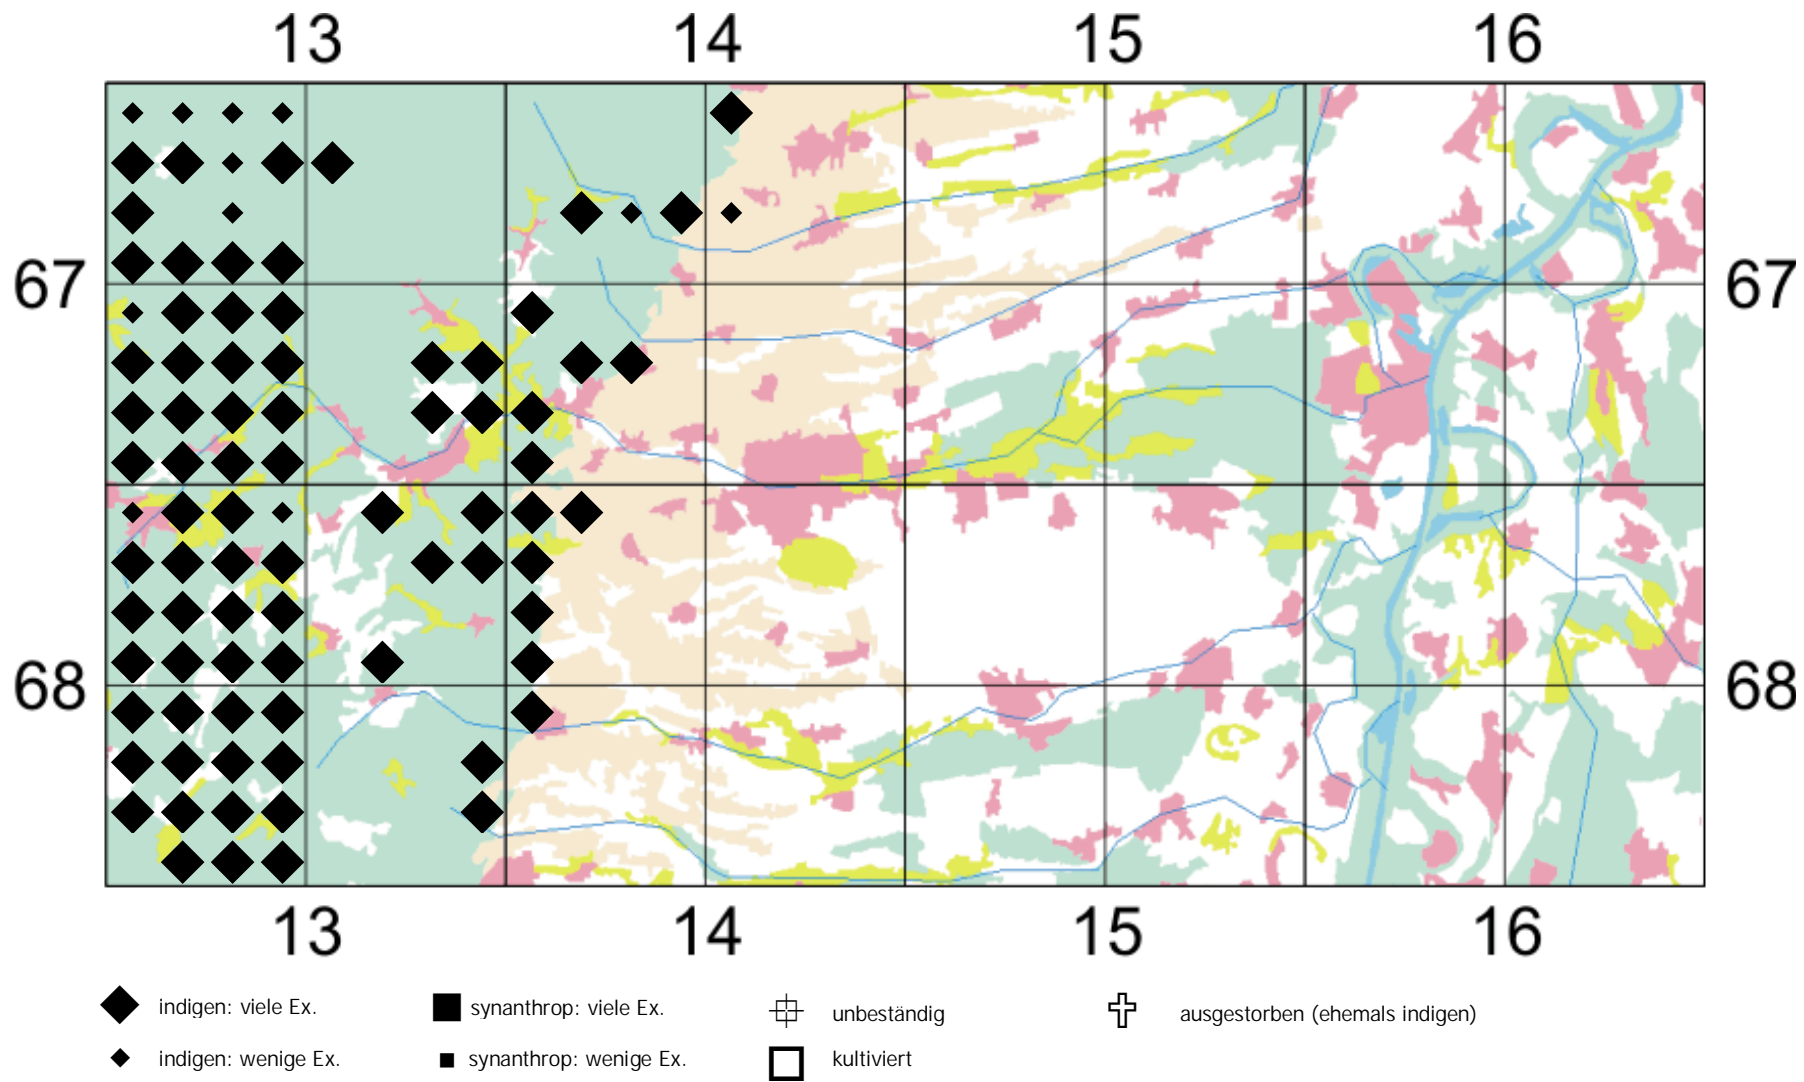 13 14 15 16
67 67
68 68
13 14 15 16
indigen: viele Ex. synanthrop: viele Ex. unbeständig ausgestorben (ehemals indigen)
indigen: wenige Ex. synanthrop: wenige Ex. kultiviert